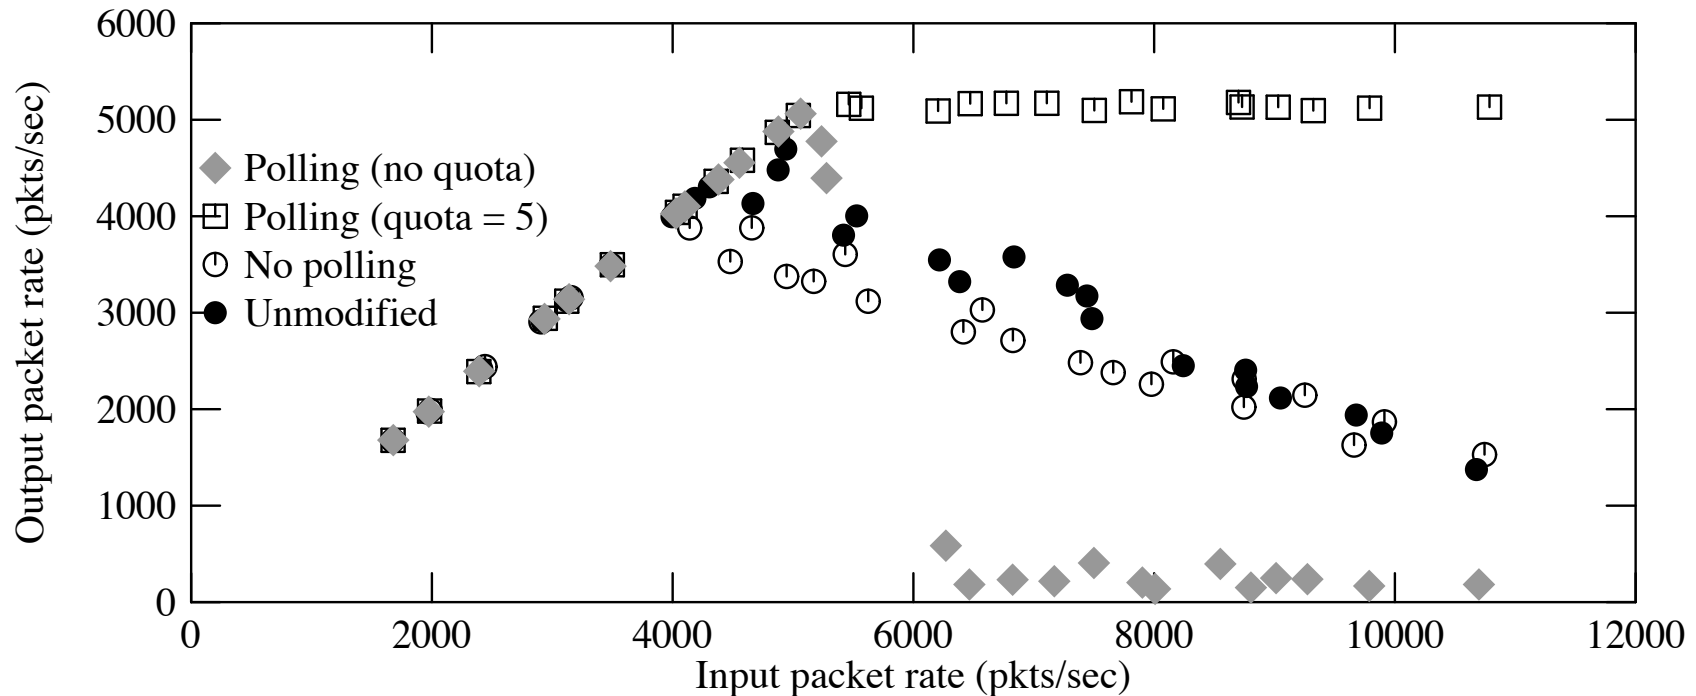 6000
5000
4000
3000
2000
1000
0
Output packet rate (pkts/sec)
Polling (no quota)
Polling (quota = 5)
No polling
Unmodified
0 2000 4000 6000 8000 10000 12000
Input packet rate (pkts/sec)